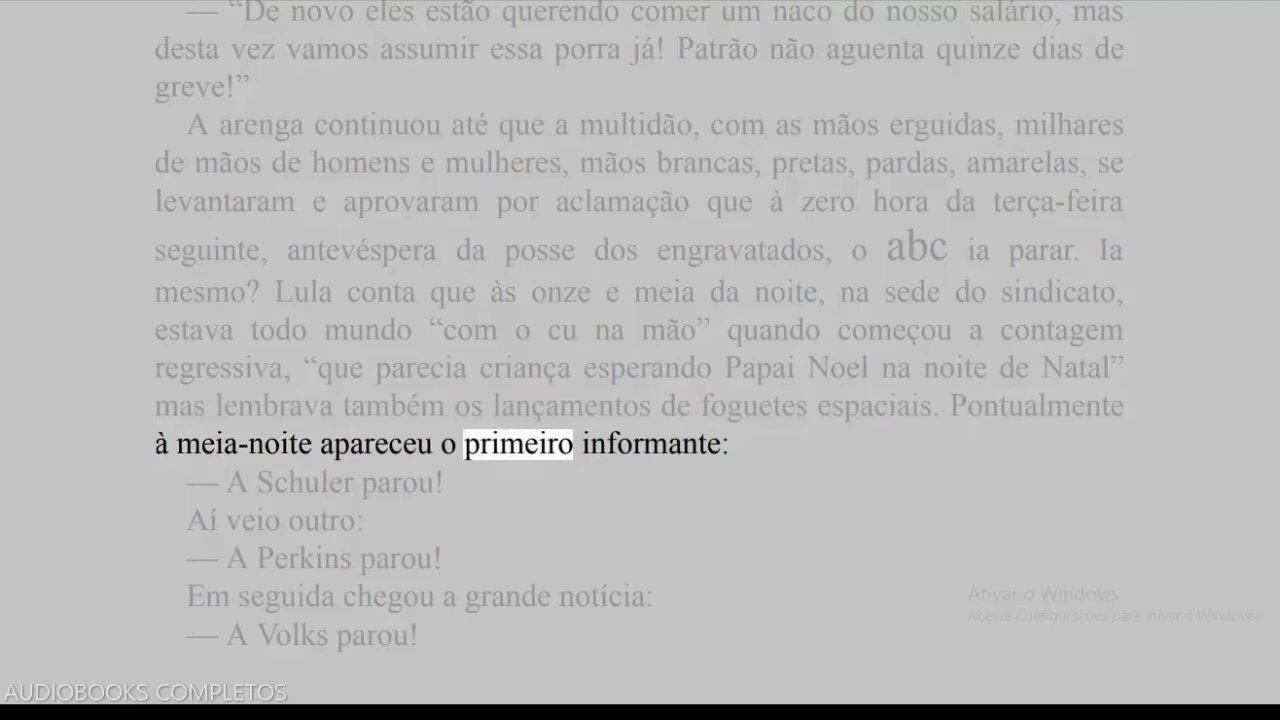 — “De novo eles estão querendo comer um naco do nosso salário, mas
desta vez vamos assumir essa porra já! Patrão não aguenta quinze dias de
greve!”
A arenga continuou até que a multidão, com as mãos erguidas, milhares
de mãos de homens e mulheres, mãos brancas, pretas, pardas, amarelas, se
levantaram e aprovaram por aclamação que à zero hora da terça-feira
seguinte, antevéspera da posse dos engravatados, o abc ia parar. Ia
mesmo? Lula conta que às onze e meia da noite, na sede do sindicato,
estava todo mundo “com o cu na mão” quando começou a contagem
regressiva, “que parecia criança esperando Papai Noel na noite de Natal”
mas lembrava também os lançamentos de foguetes espaciais. Pontualmente
à meia-noite apareceu o primeiro informante:
— A Schuler parou!
Aí veio outro:
— A Perkins parou!
Em seguida chegou a grande notícia:
— A Volks parou!
Ativar o Windows
Acesse Configurações para ativar o Windows.
AUDIOBOOKS COMPLETOS